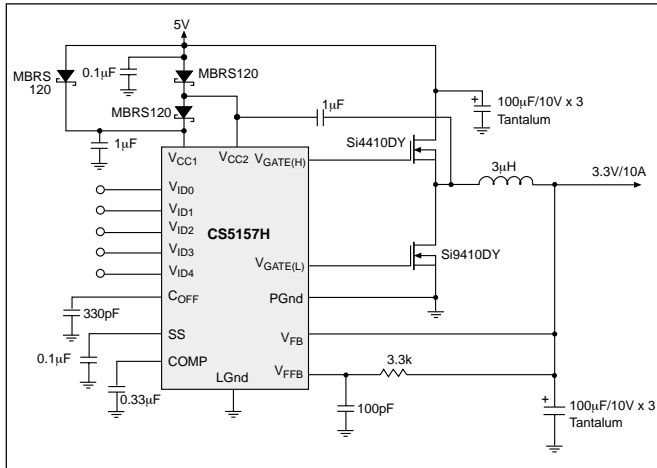 5V
MBRS
120
0.1μF
MBRS120
MBRS120
1μF
1μF
100μF/10V x 3
Tantalum
Si4410DY
3μH
3.3V/10A
VCC1
VCC2
VGATE(H)
VID0
VID1
VID2
VID3
VID4
CS5157H
VGATE(L)
Si9410DY
COFF
PGnd
330pF
SS
VFB
0.1μF
COMP
VFFB
3.3k
LGnd
0.33μF
100pF
100μF/10V x 3
Tantalum
+
+